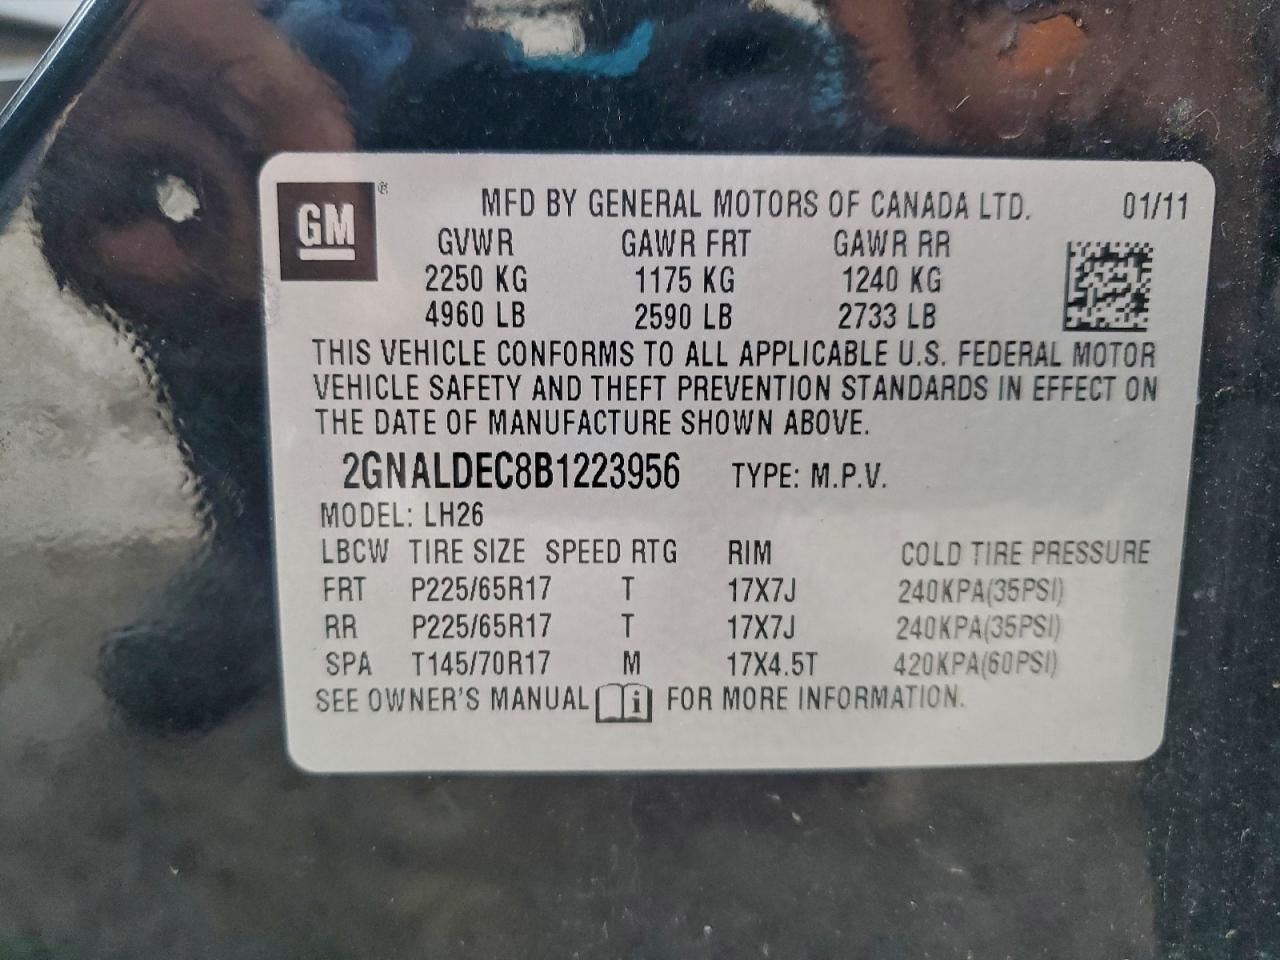 GM ®
MFD BY GENERAL MOTORS OF CANADA LTD. 01/11
GVWR GAWR FRT GAWR RR
2250 KG 1175 KG 1240 KG
4960 LB 2590 LB 2733 LB
THIS VEHICLE CONFORMS TO ALL APPLICABLE U.S. FEDERAL MOTOR
VEHICLE SAFETY AND THEFT PREVENTION STANDARDS IN EFFECT ON
THE DATE OF MANUFACTURE SHOWN ABOVE.
2GNALDEC8B1223956 TYPE: M.P.V.
MODEL: LH26
LBCW TIRE SIZE SPEED RTG RIM COLD TIRE PRESSURE
FRT P225/65R17 T 17X7J 240KPA(35PSI)
RR P225/65R17 T 17X7J 240KPA(35PSI)
SPA T145/70R17 M 17X4.5T 420KPA(60PSI)
SEE OWNER'S MANUAL i FOR MORE INFORMATION.